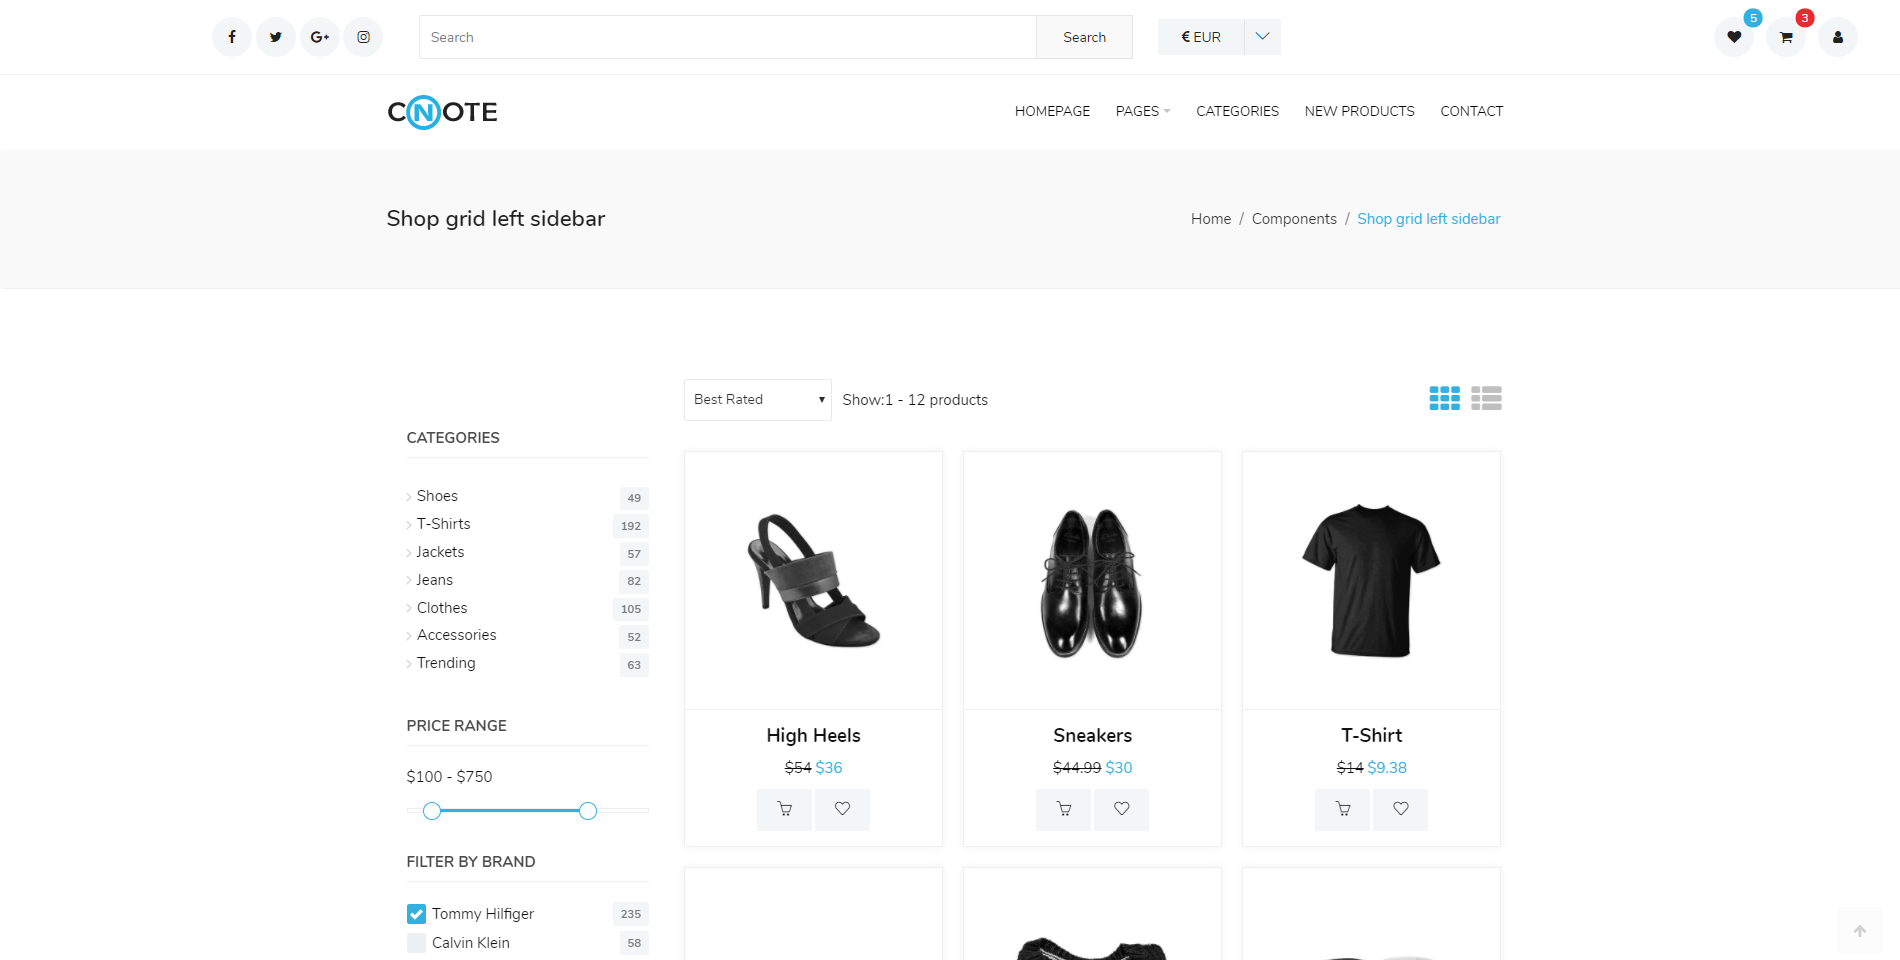 Search
Search
€ EUR
5
3
CNOTE
HOMEPAGE
PAGES
CATEGORIES
NEW PRODUCTS
CONTACT
Shop grid left sidebar
Home / Components / Shop grid left sidebar
Best Rated
Show:1 - 12 products
CATEGORIES
Shoes 49
T-Shirts 192
Jackets 57
Jeans 82
Clothes 105
Accessories 52
Trending 63
PRICE RANGE
$100 - $750
FILTER BY BRAND
Tommy Hilfiger 235
Calvin Klein 58
High Heels
$54 $36
Sneakers
$44.99 $30
T-Shirt
$14 $9.38